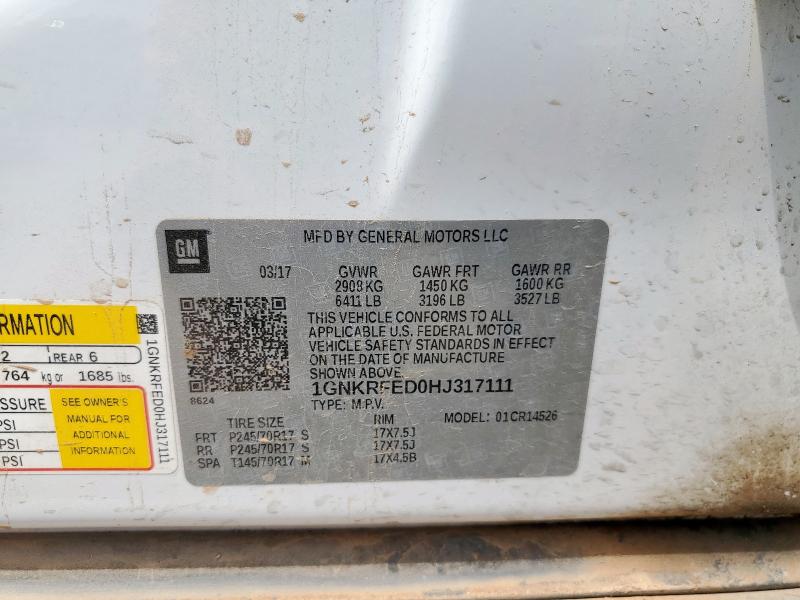 GM
MFD BY GENERAL MOTORS LLC
03/17 GVWR GAWR FRT GAWR RR
2908 KG 1450 KG 1600 KG
6411 LB 3196 LB 3527 LB
THIS VEHICLE CONFORMS TO ALL
APPLICABLE U.S. FEDERAL MOTOR
VEHICLE SAFETY STANDARDS IN EFFECT
ON THE DATE OF MANUFACTURE
SHOWN ABOVE.
1GNKRFED0HJ317111
8624
TYPE: M.P.V. MODEL: 01CR14526
TIRE SIZE RIM
FRT P245/70R17 S 17X7.5J
RR P245/70R17 S 17X7.5J
SPA T145/70R17 M 17X4.5B
RMATION
2 REAR 6
764 kg or 1685 lbs.
ESSURE
PSI
PSI
PSI
SEE OWNER'S
MANUAL FOR
ADDITIONAL
INFORMATION
1GNKRFED0HJ317111